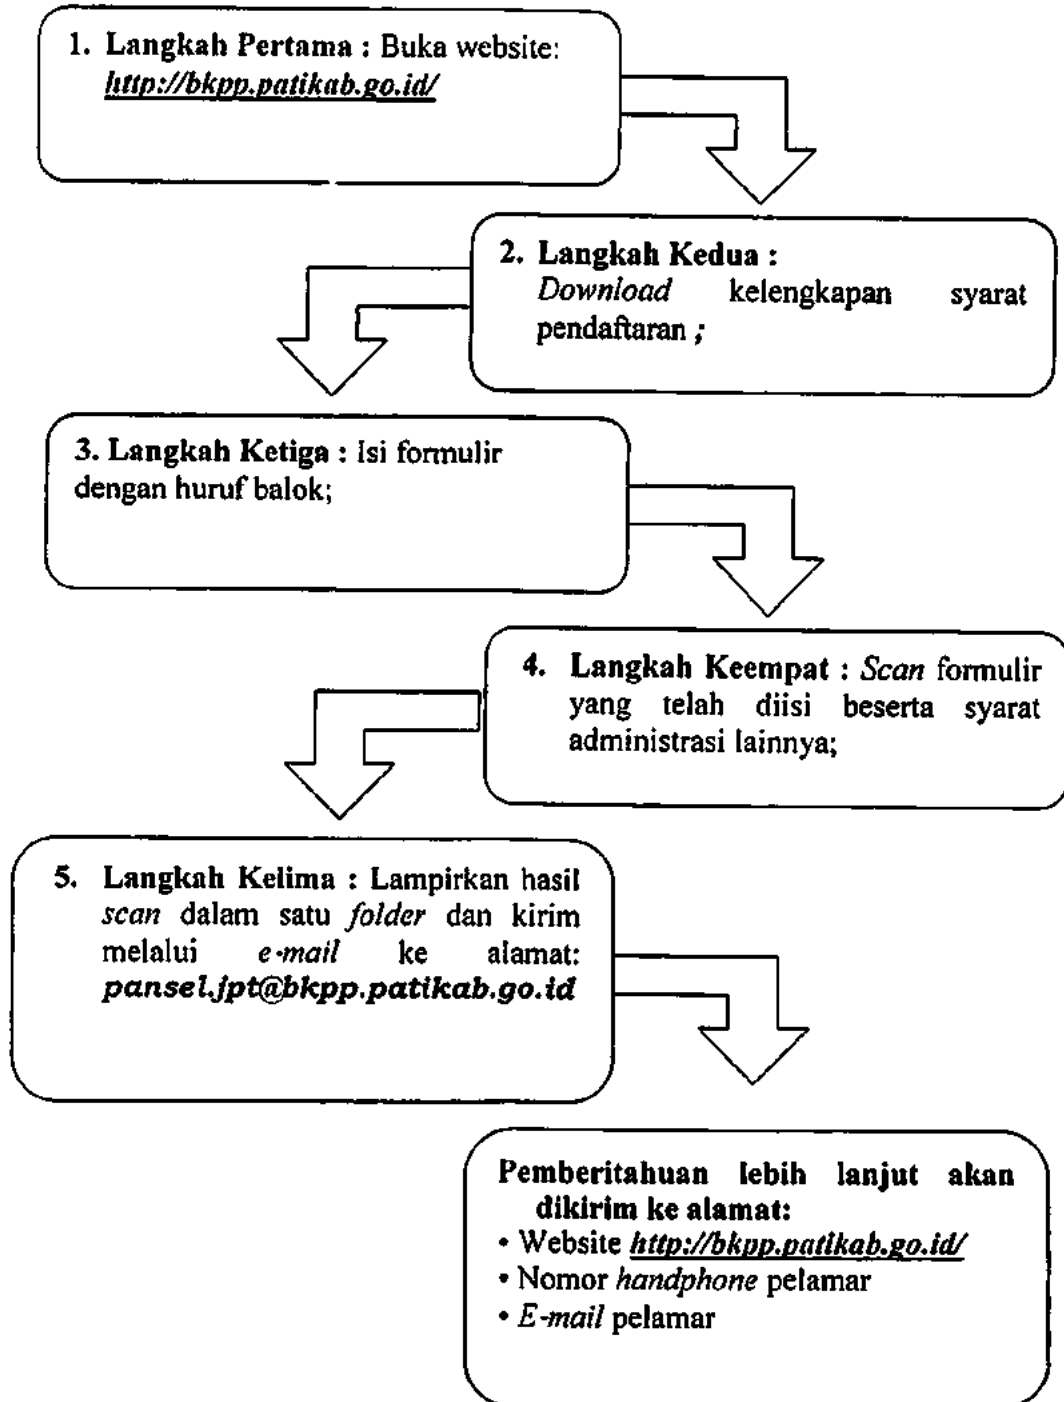 1. Langkah Pertama : Buka website:
http://bkpp.patikab.go.id/
2. Langkah Kedua :
Download kelengkapan syarat
pendaftaran ;
3. Langkah Ketiga : Isi formulir
dengan huruf balok;
4. Langkah Keempat : Scan formulir
yang telah diisi beserta syarat
administrasi lainnya;
5. Langkah Kelima : Lampirkan hasil
scan dalam satu folder dan kirim
melalui e-mail ke alamat:
pansel.jpt@bkpp.patikab.go.id
Pemberitahuan lebih lanjut akan
dikirim ke alamat:
• Website http://bkpp.patikab.go.id/
• Nomor handphone pelamar
• E-mail pelamar